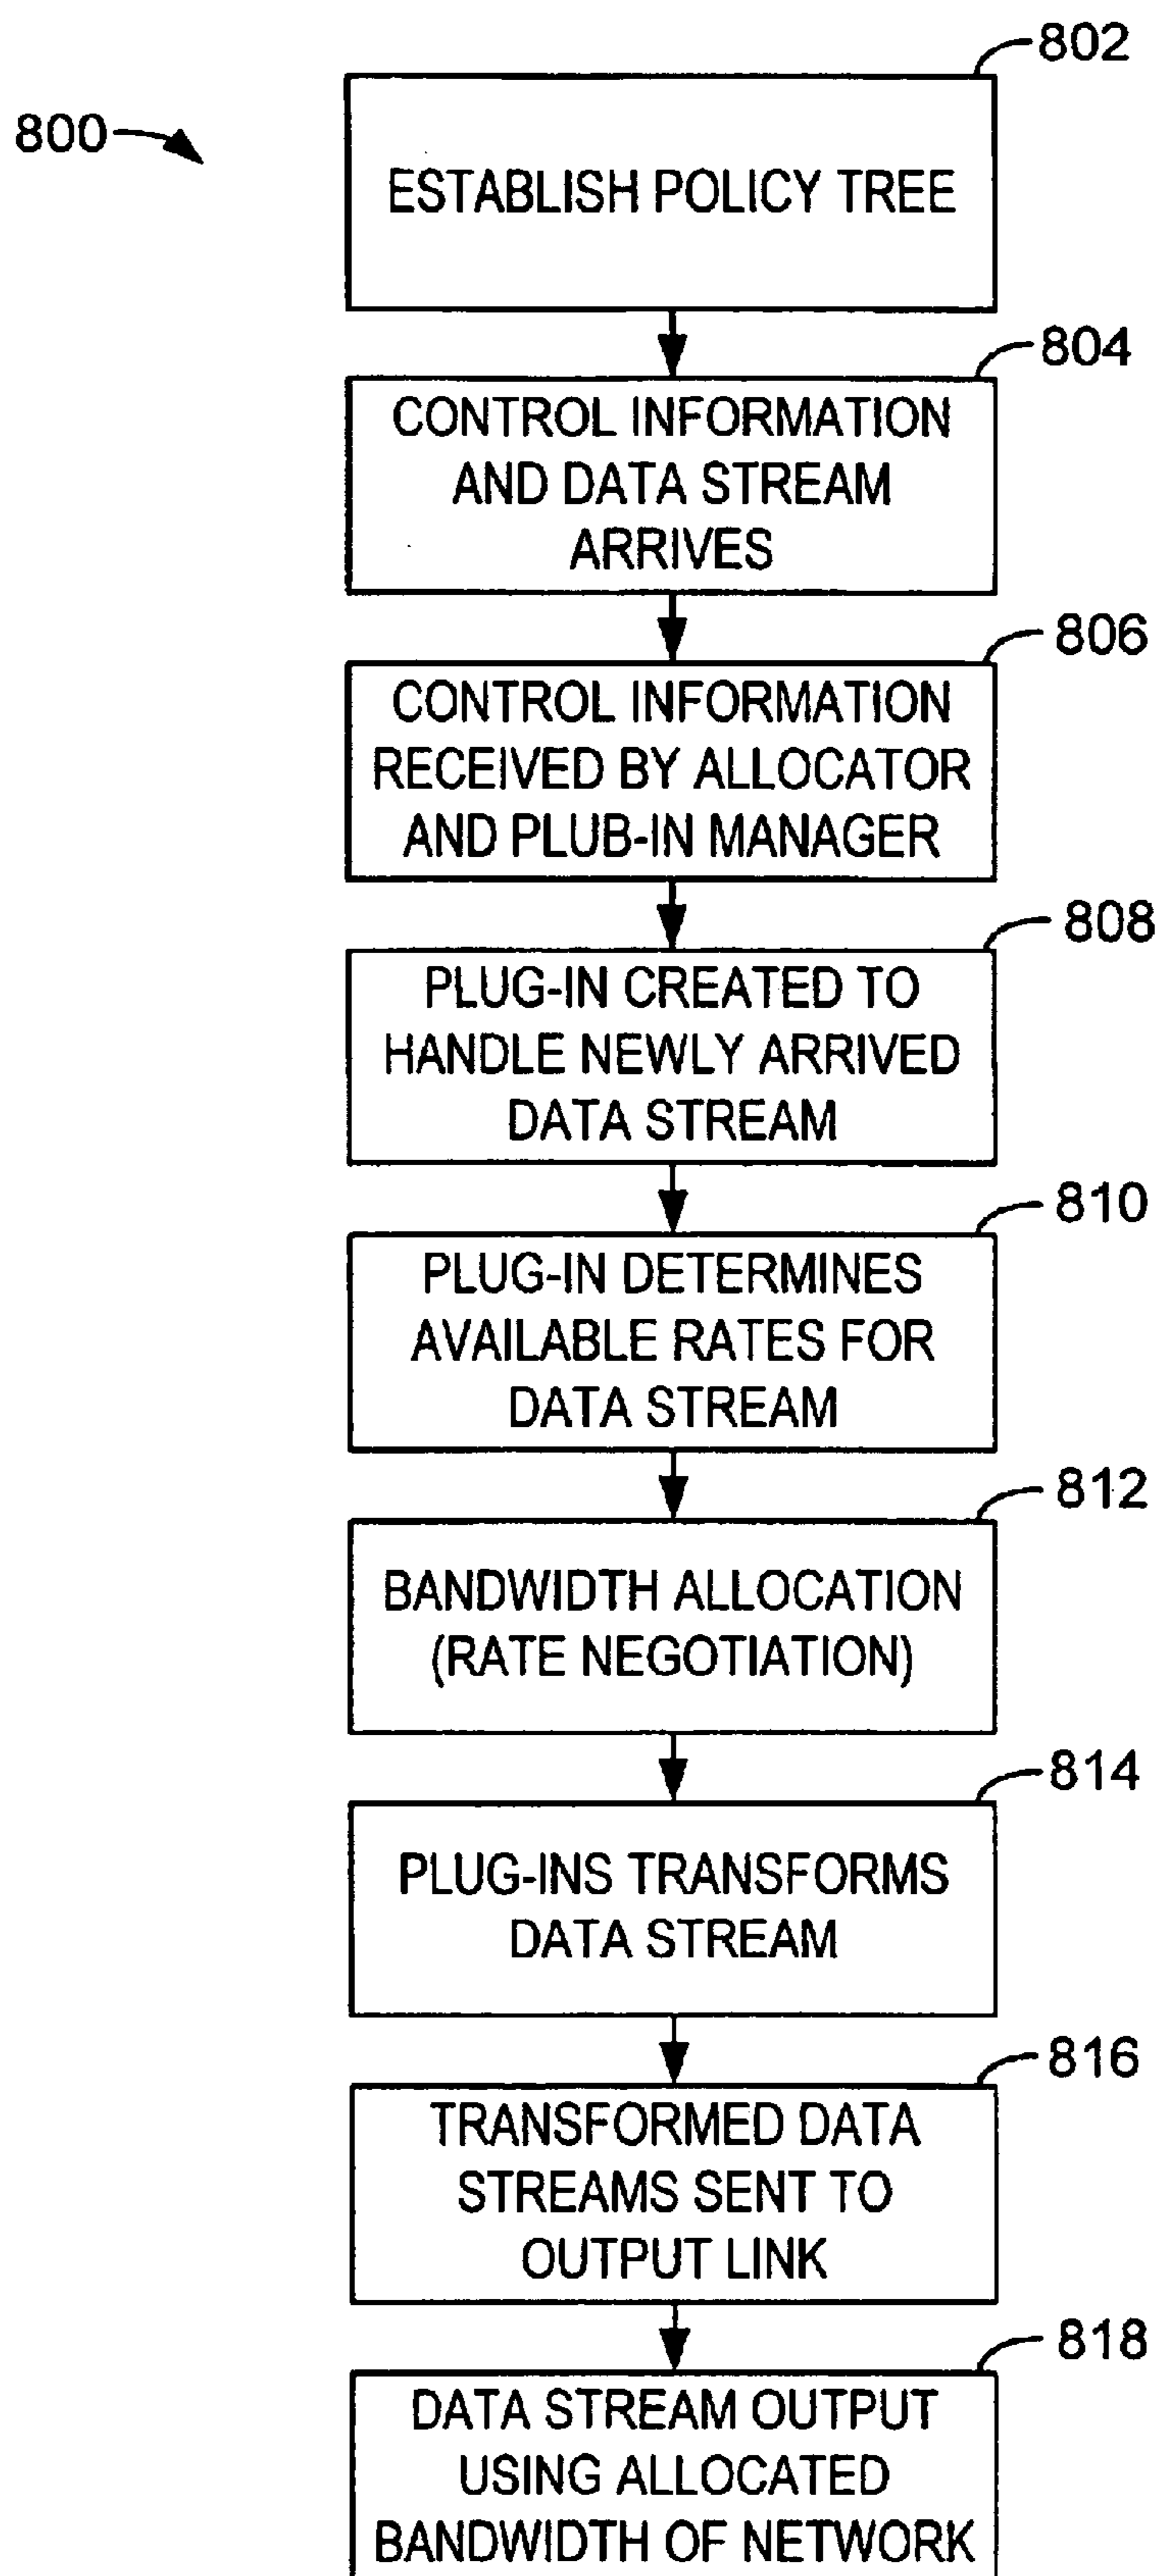 800
802
ESTABLISH POLICY TREE
804
CONTROL INFORMATION
AND DATA STREAM
ARRIVES
806
CONTROL INFORMATION
RECEIVED BY ALLOCATOR
AND PLUB-IN MANAGER
808
PLUG-IN CREATED TO
HANDLE NEWLY ARRIVED
DATA STREAM
810
PLUG-IN DETERMINES
AVAILABLE RATES FOR
DATA STREAM
812
BANDWIDTH ALLOCATION
(RATE NEGOTIATION)
814
PLUG-INS TRANSFORMS
DATA STREAM
816
TRANSFORMED DATA
STREAMS SENT TO
OUTPUT LINK
818
DATA STREAM OUTPUT
USING ALLOCATED
BANDWIDTH OF NETWORK